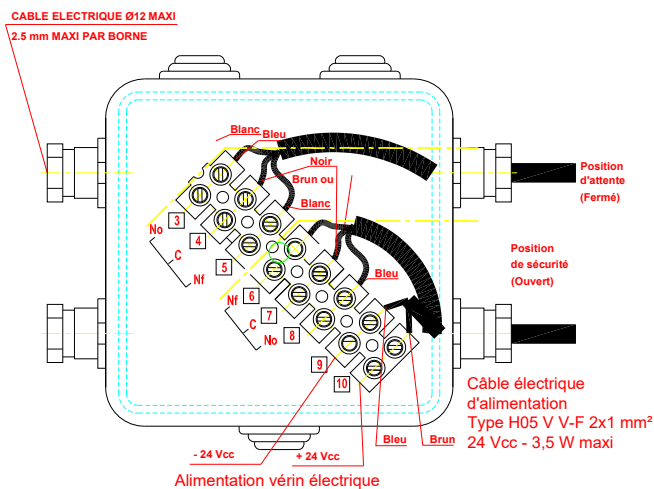 CABLE ELECTRIQUE Ø12 MAXI
2.5 mm MAXI PAR BORNE
Blanc
Bleu
Noir
Brun ou
Blanc
Position
d'attente
(Fermé)
No
3
C
4
Nf
5
Position
de sécurité
(Ouvert)
Bleu
Nf
6
C
7
No
8
9
10
Câble électrique
d'alimentation
Type H05 V V-F 2x1 mm²
24 Vcc - 3,5 W maxi
Bleu
Brun
- 24 Vcc
+ 24 Vcc
Alimentation vérin électrique